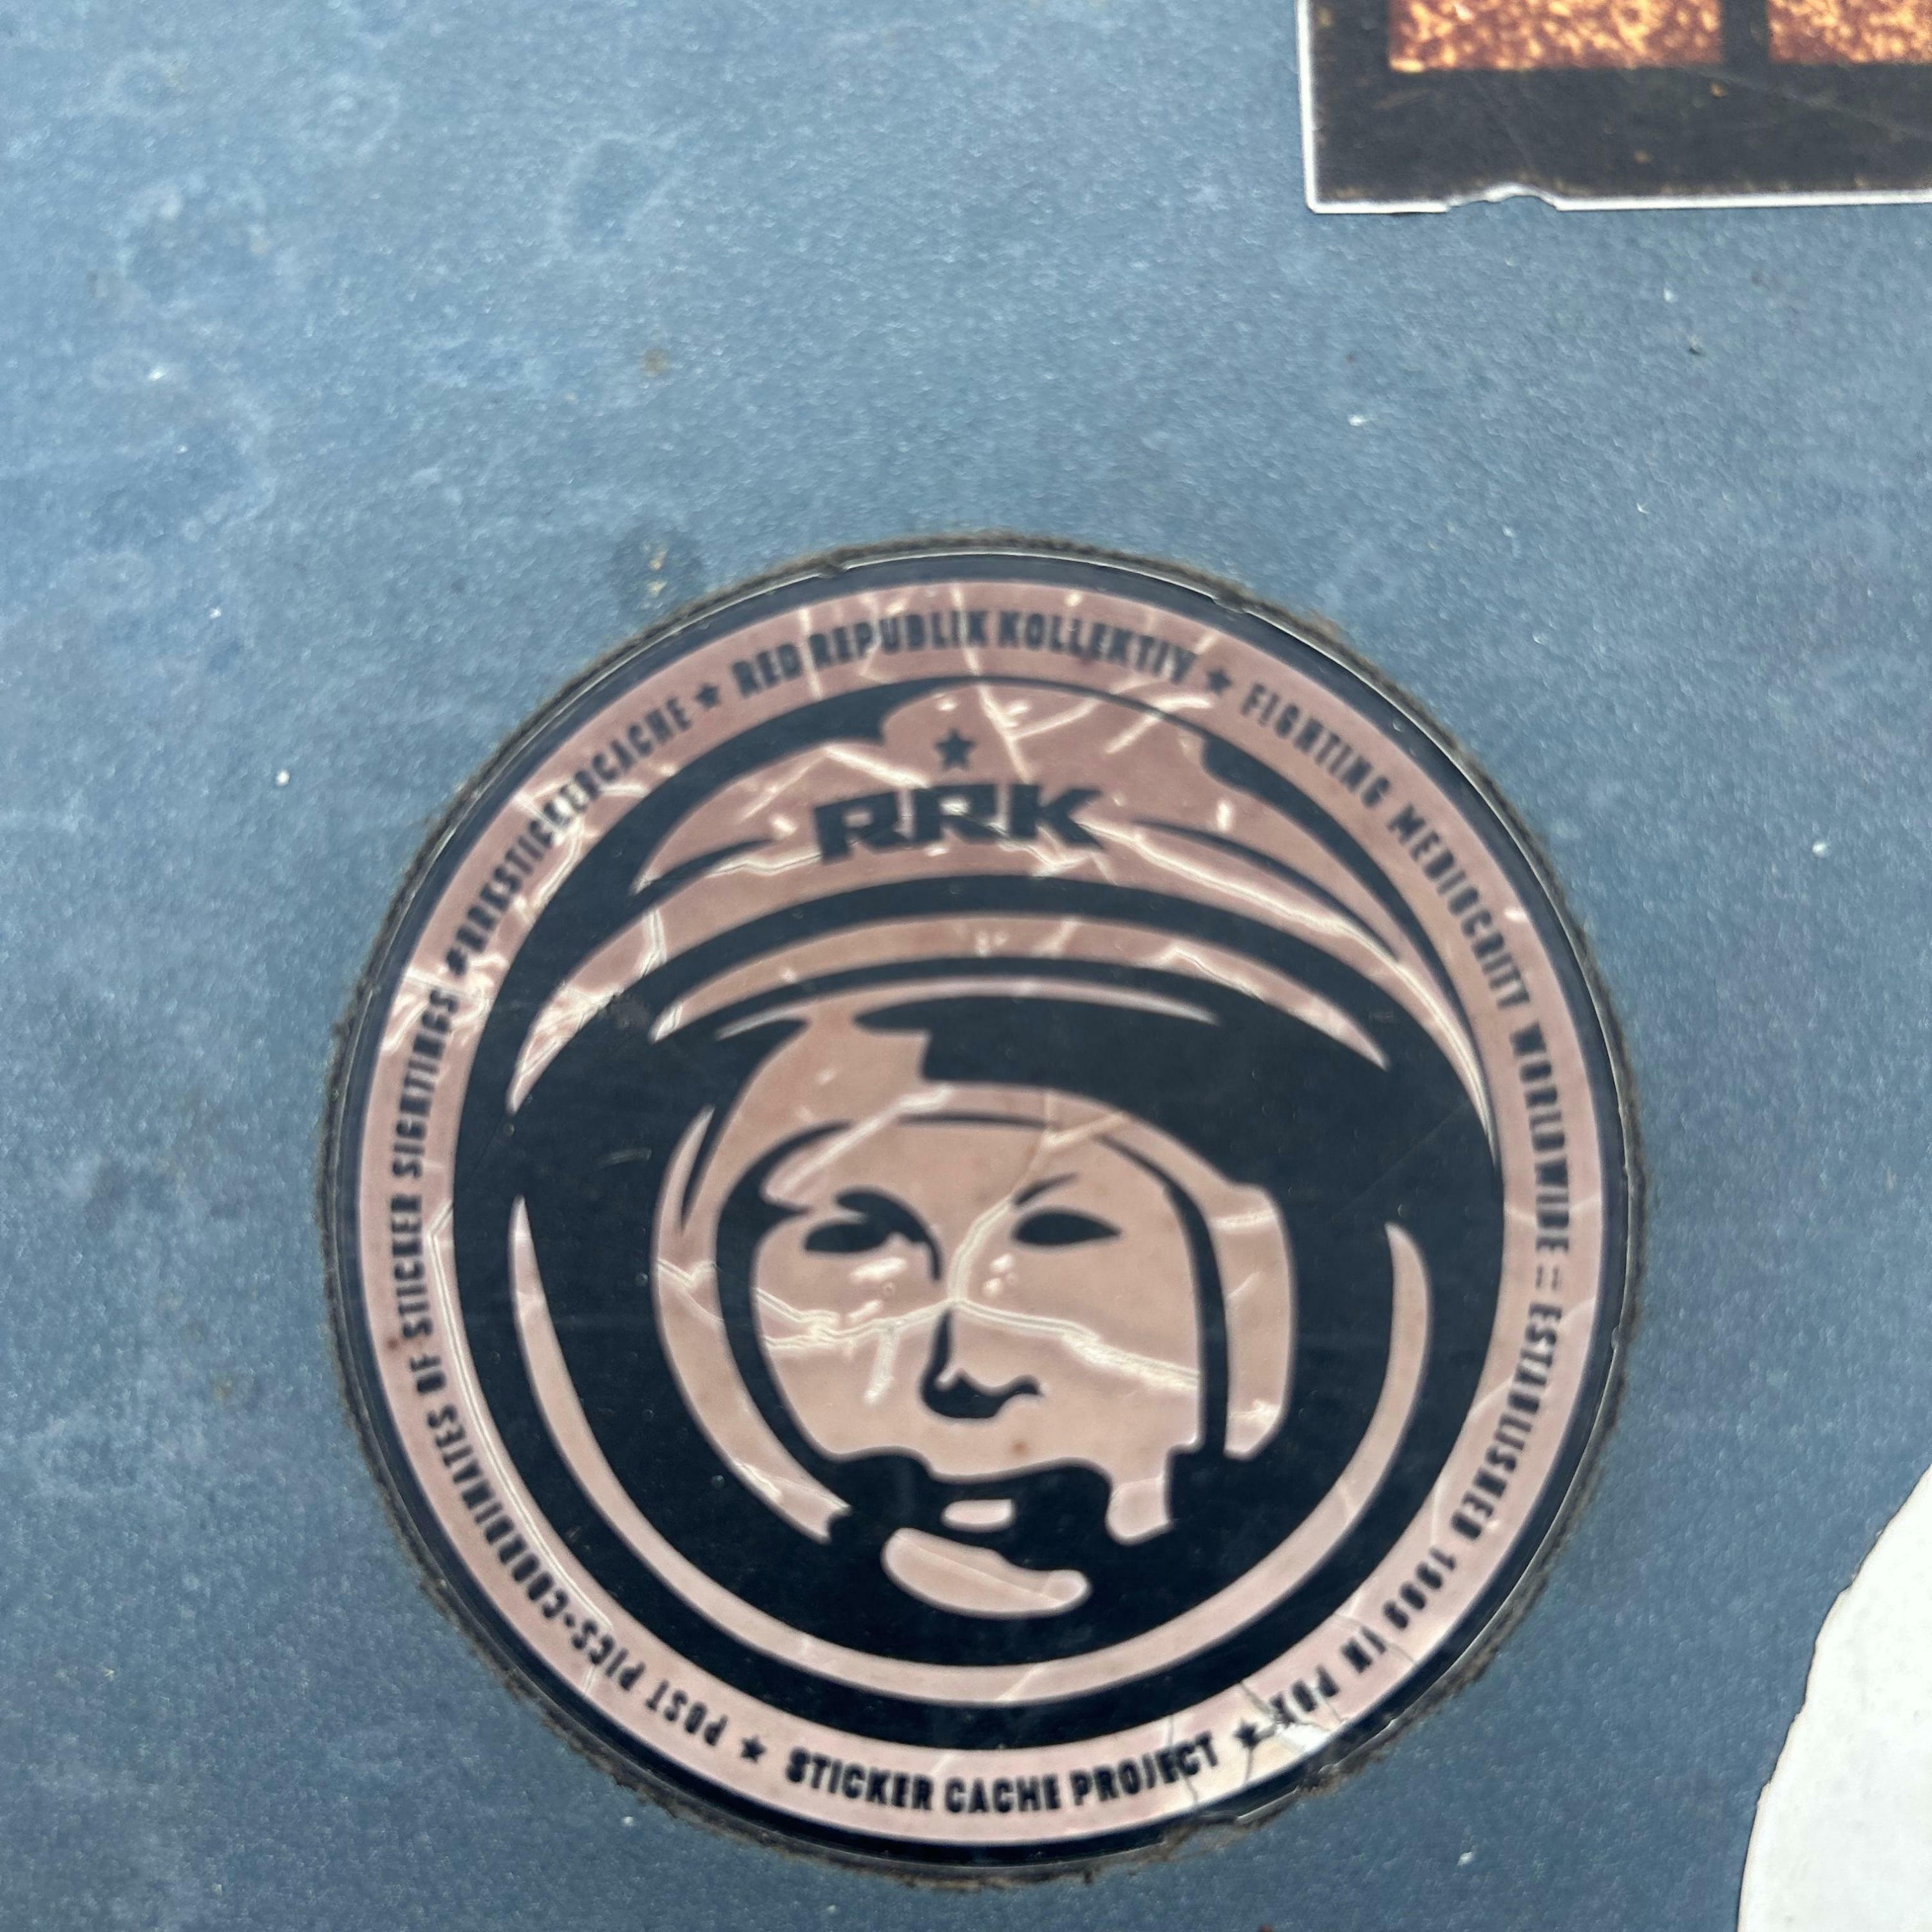 ★ RED REPUBLIK KOLLEKTIV ★ FIGHTING MEDIOCRITY WORLDWIDE :: ESTABLISHED 1999 IN PDX ★
POST PICS+COORDINATES OF STICKER SIGHTINGS #RRKSTICKERCACHE
★
RRK
★ STICKER CACHE PROJECT